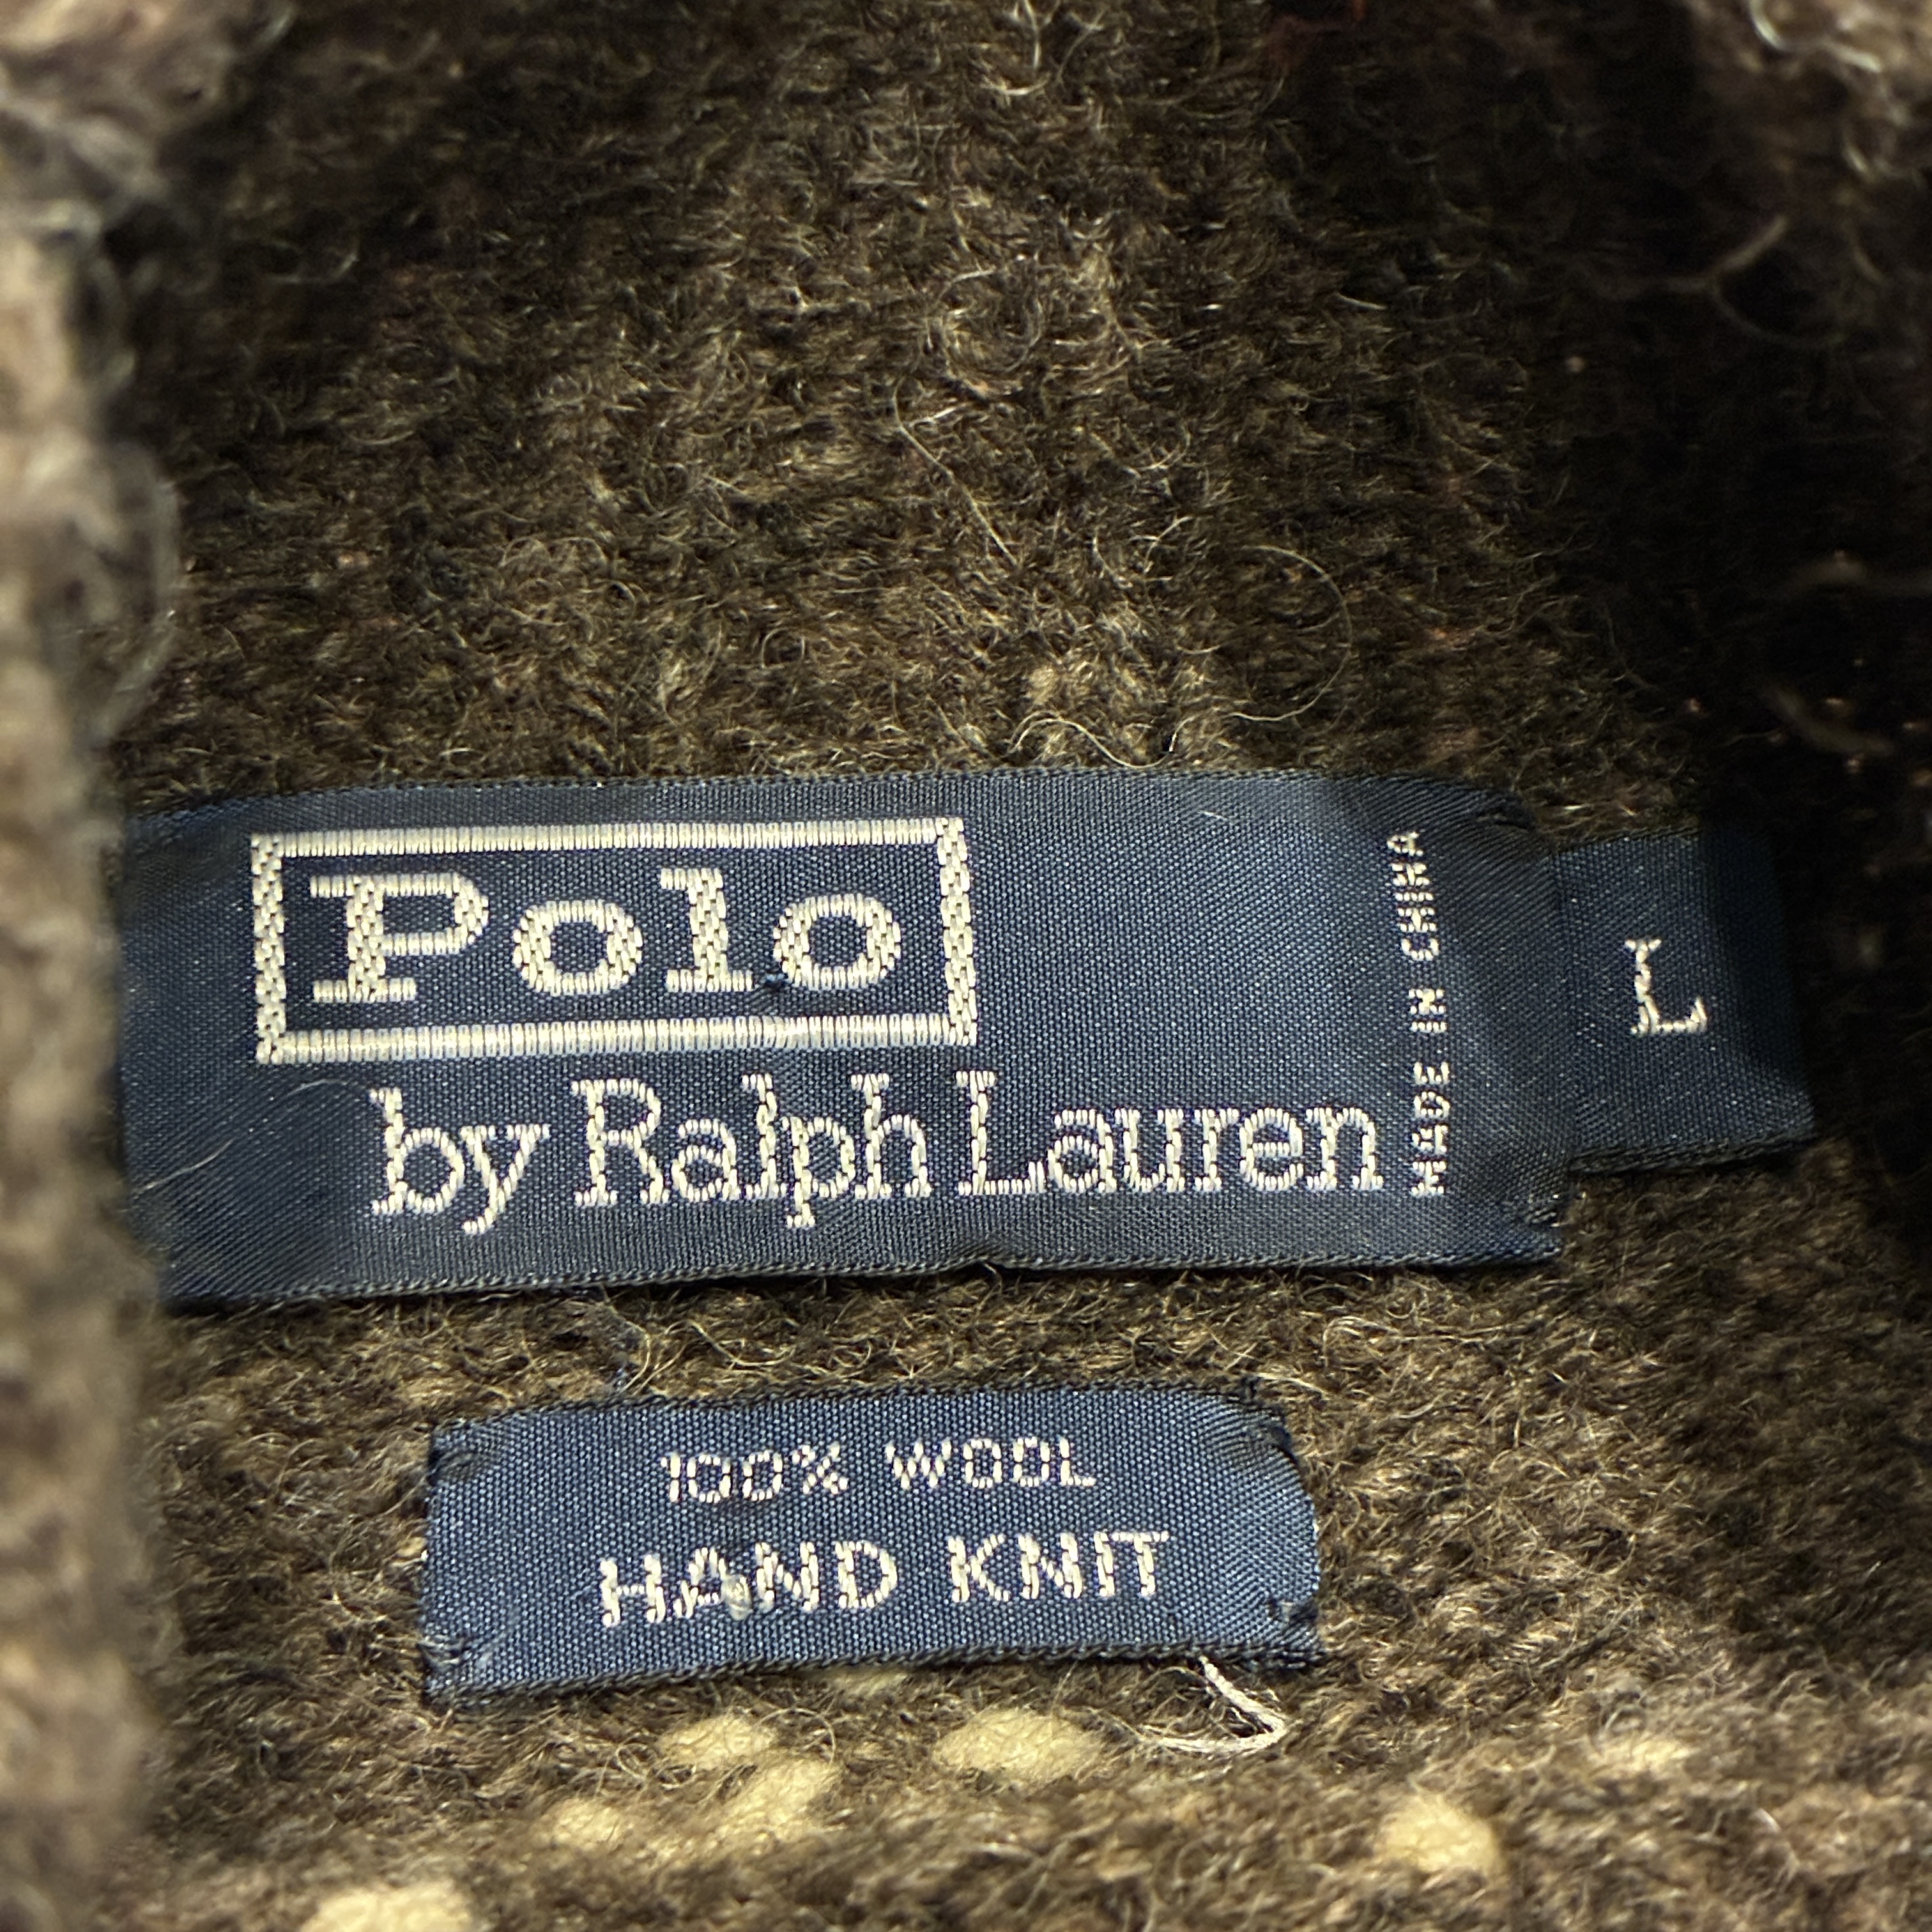 Polo
by Ralph Lauren
MADE IN CHINA
L
100% WOOL
HAND KNIT